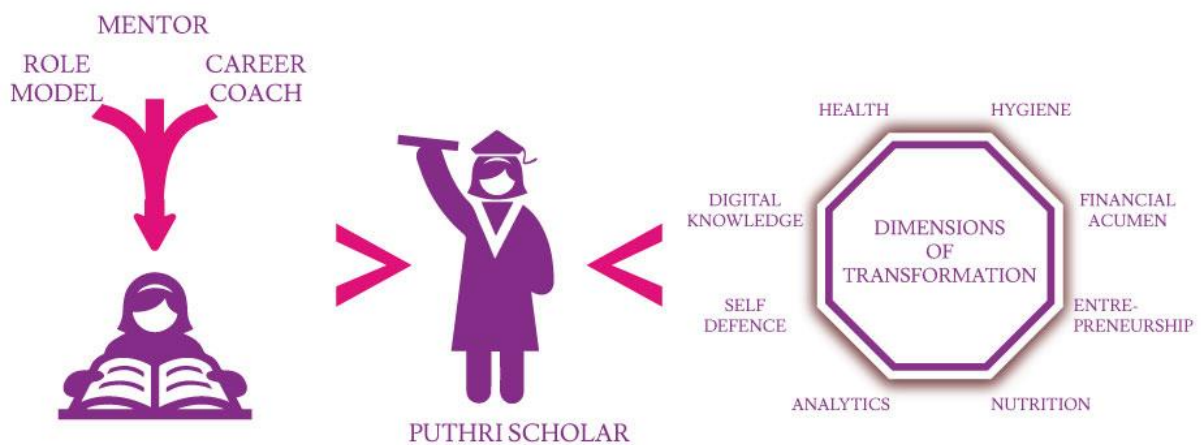 MENTOR
ROLE
MODEL
CAREER
COACH
PUTHRI SCHOLAR
HEALTH
HYGIENE
DIGITAL
KNOWLEDGE
FINANCIAL
ACUMEN
DIMENSIONS
OF
TRANSFORMATION
SELF
DEFENCE
ENTRE-
PRENEURSHIP
ANALYTICS
NUTRITION